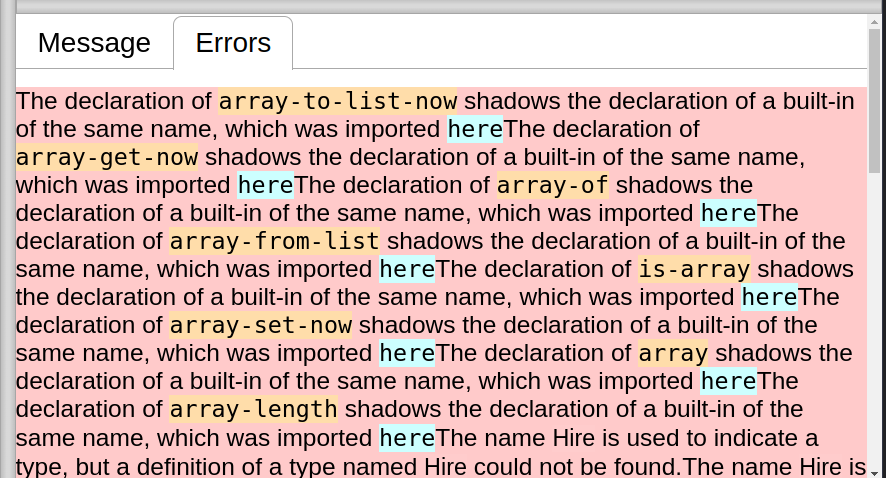 Message Errors
The declaration of array-to-list-now shadows the declaration of a built-in
of the same name, which was imported hereThe declaration of
array-get-now shadows the declaration of a built-in of the same name,
which was imported hereThe declaration of array-of shadows the
declaration of a built-in of the same name, which was imported hereThe
declaration of array-from-list shadows the declaration of a built-in of the
same name, which was imported hereThe declaration of is-array shadows
the declaration of a built-in of the same name, which was imported hereThe
declaration of array-set-now shadows the declaration of a built-in of the
same name, which was imported hereThe declaration of array shadows the
declaration of a built-in of the same name, which was imported hereThe
declaration of array-length shadows the declaration of a built-in of the
same name, which was imported hereThe name Hire is used to indicate a
type, but a definition of a type named Hire could not be found.The name Hire is